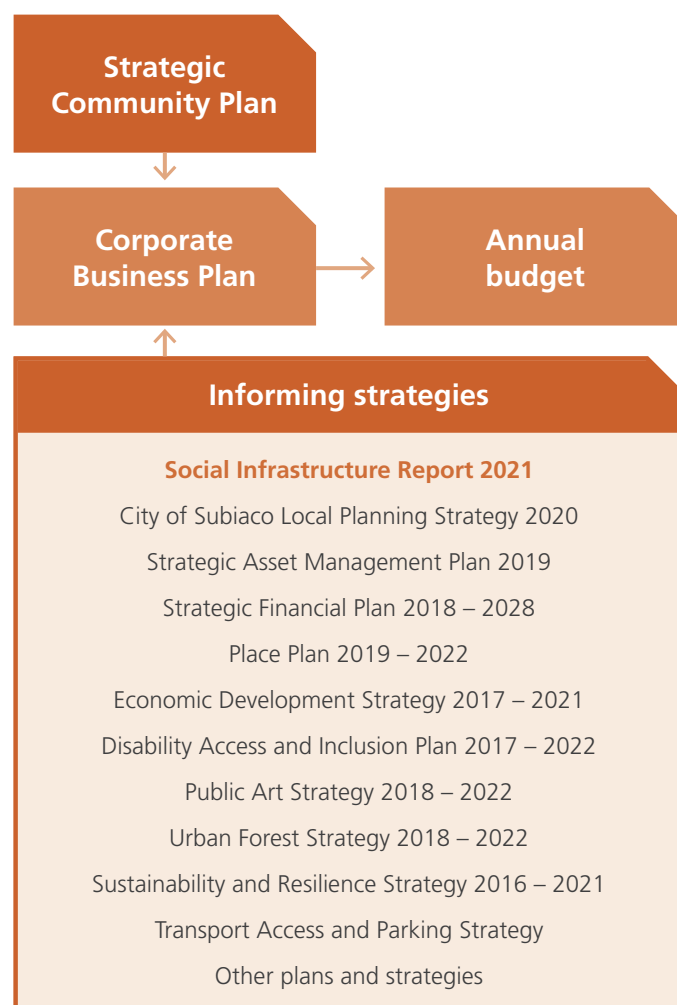 Strategic
Community Plan
Corporate
Business Plan
Annual
budget
Informing strategies
Social Infrastructure Report 2021
City of Subiaco Local Planning Strategy 2020
Strategic Asset Management Plan 2019
Strategic Financial Plan 2018 – 2028
Place Plan 2019 – 2022
Economic Development Strategy 2017 – 2021
Disability Access and Inclusion Plan 2017 – 2022
Public Art Strategy 2018 – 2022
Urban Forest Strategy 2018 – 2022
Sustainability and Resilience Strategy 2016 – 2021
Transport Access and Parking Strategy
Other plans and strategies